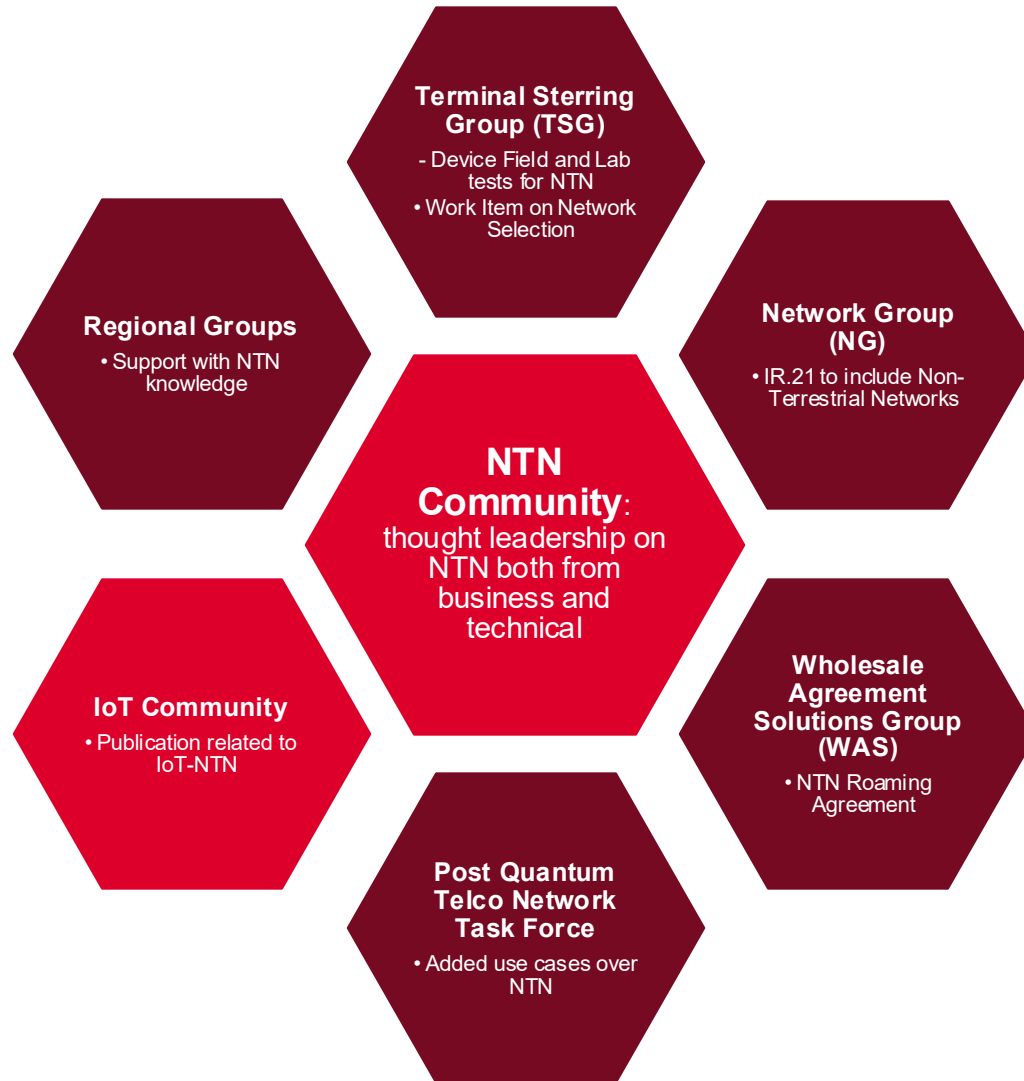 Terminal Sterring
Group (TSG)
- Device Field and Lab
tests for NTN
• Work Item on Network
Selection
Regional Groups
• Support with NTN
knowledge
Network Group
(NG)
• IR.21 to include Non-
Terrestrial Networks
NTN
Community:
thought leadership on
NTN both from
business and
technical
IoT Community
• Publication related to
IoT-NTN
Wholesale
Agreement
Solutions Group
(WAS)
• NTN Roaming
Agreement
Post Quantum
Telco Network
Task Force
• Added use cases over
NTN